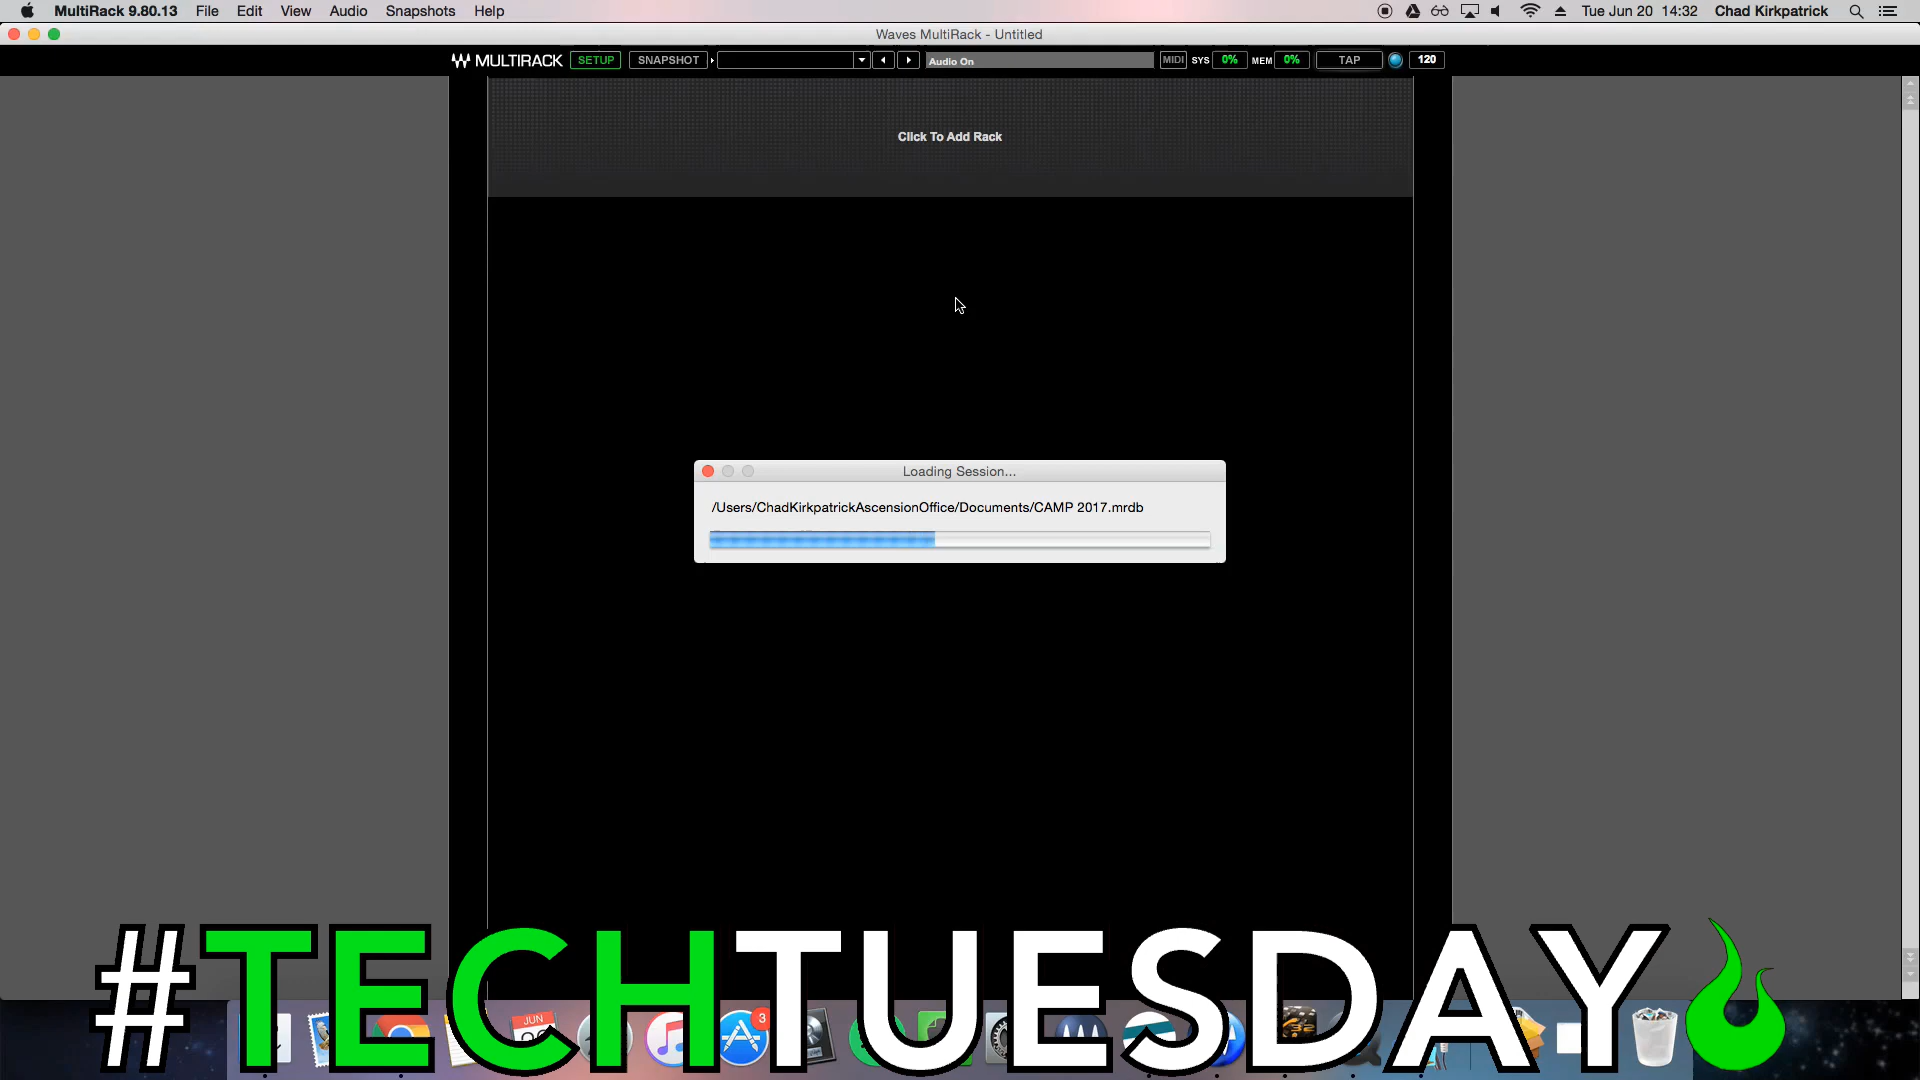 MultiRack 9.80.13 File Edit View Audio Snapshots Help Tue Jun 20 14:32 Chad Kirkpatrick
Waves MultiRack - Untitled
MULTIRACK SETUP SNAPSHOT Audio On MIDI SYS 0% MEM 0% TAP 120
Click To Add Rack
Loading Session...
/Users/ChadKirkpatrickAscensionOffice/Documents/CAMP 2017.mrdb
#TECHTUESDAY
JUN
3